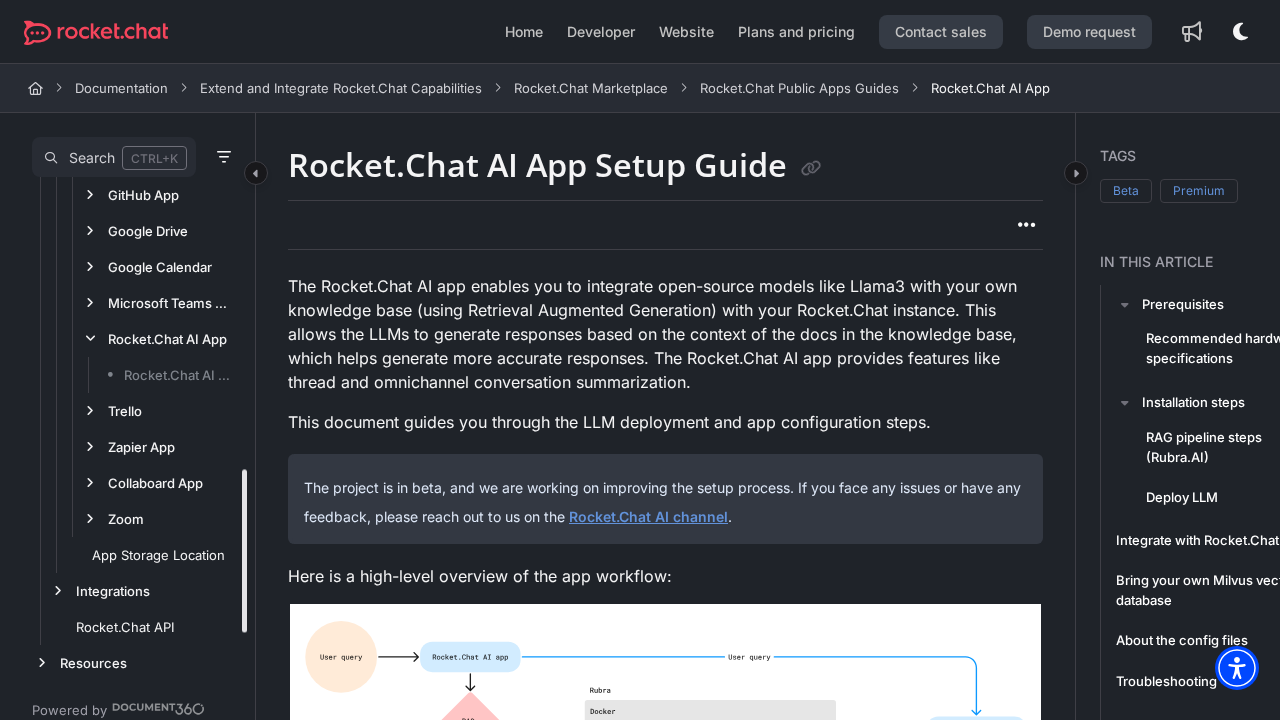 rocket.chat
Home
Developer
Website
Plans and pricing
Contact sales
Demo request
Documentation
Extend and Integrate Rocket.Chat Capabilities
Rocket.Chat Marketplace
Rocket.Chat Public Apps Guides
Rocket.Chat AI App
Search CTRL+K
GitHub App
Google Drive
Google Calendar
Microsoft Teams ...
Rocket.Chat AI App
Rocket.Chat AI ...
Trello
Zapier App
Collaboard App
Zoom
App Storage Location
Integrations
Rocket.Chat API
Resources
Powered by DOCUMENT360
Rocket.Chat AI App Setup Guide
The Rocket.Chat AI app enables you to integrate open-source models like Llama3 with your own
knowledge base (using Retrieval Augmented Generation) with your Rocket.Chat instance. This
allows the LLMs to generate responses based on the context of the docs in the knowledge base,
which helps generate more accurate responses. The Rocket.Chat AI app provides features like
thread and omnichannel conversation summarization.
This document guides you through the LLM deployment and app configuration steps.
The project is in beta, and we are working on improving the setup process. If you face any issues or have any
feedback, please reach out to us on the Rocket.Chat AI channel.
Here is a high-level overview of the app workflow:
User query
Rocket.Chat AI app
User query
Rubra
Docker
TAGS
Beta
Premium
IN THIS ARTICLE
Prerequisites
Recommended
specifications
Installation steps
RAG pipeline steps
(Rubra.AI)
Deploy LLM
Integrate with Rocket.Chat
Bring your own Milvus
database
About the config files
Troubleshooting